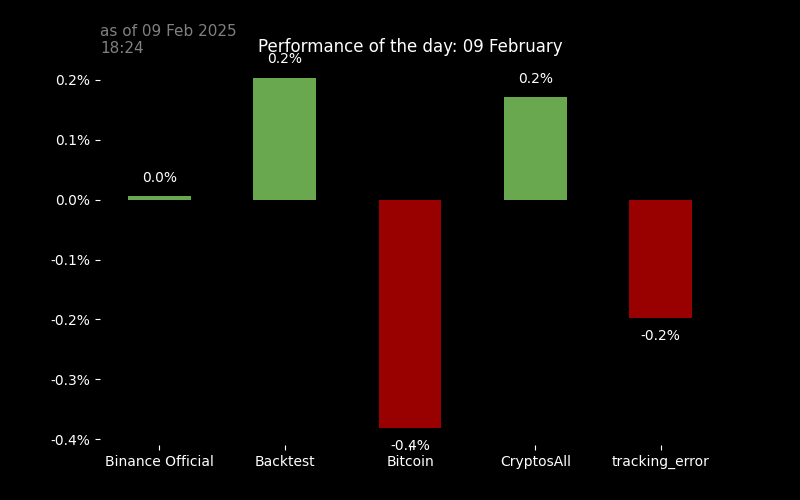 as of 09 Feb 2025
18:24
Performance of the day: 09 February
0.2%
0.2%
0.2%
0.1%
0.0%
0.0%
-0.1%
-0.2%
-0.2%
-0.3%
-0.4%
-0.4%
Binance Official
Backtest
Bitcoin
CryptosAll
tracking_error